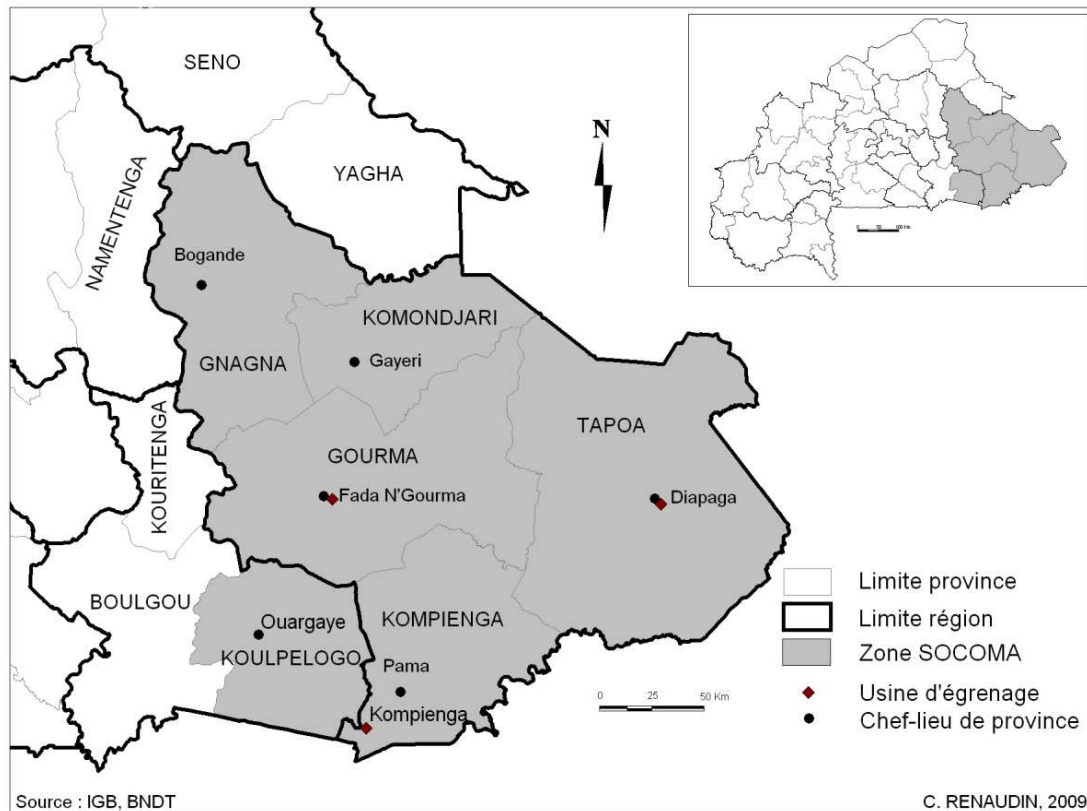 SENO
YAGHA
N
NAMENTENGA
Bogande
KOMONDJARI
Gayeri
GNAGNA
TAPOA
KOURITENGA
GOURMA
Fada N'Gourma
Diapaga
BOULGOU
Ouargaye
KOULPELOGO
KOMPIENGA
Pama
Kompienga
0 25 50 Km
Limite province
Limite région
Zone SOCOMA
Usine d'égrenage
Chef-lieu de province
Source : IGB, BNDT
C. RENAUDIN, 2009